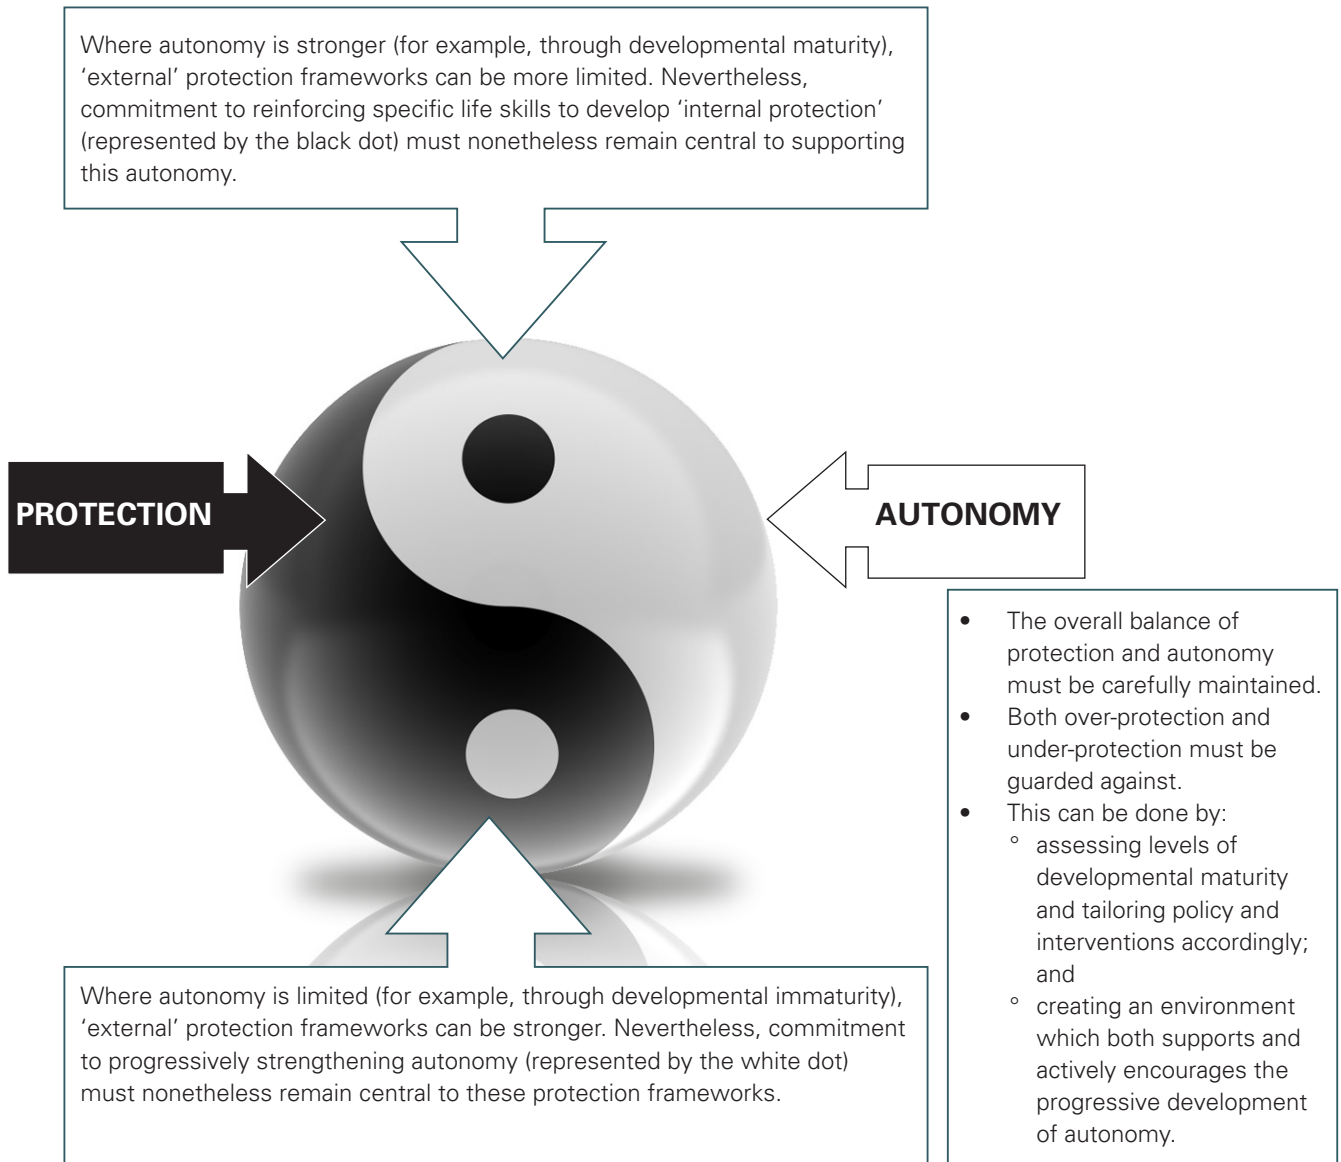 Where autonomy is stronger (for example, through developmental maturity),
‘external’ protection frameworks can be more limited. Nevertheless,
commitment to reinforcing specific life skills to develop ‘internal protection’
(represented by the black dot) must nonetheless remain central to supporting
this autonomy.
PROTECTION
AUTONOMY
• The overall balance of
protection and autonomy
must be carefully maintained.
• Both over-protection and
under-protection must be
guarded against.
• This can be done by:
° assessing levels of
developmental maturity
and tailoring policy and
interventions accordingly;
and
° creating an environment
which both supports and
actively encourages the
progressive development
of autonomy.
Where autonomy is limited (for example, through developmental immaturity),
‘external’ protection frameworks can be stronger. Nevertheless, commitment
to progressively strengthening autonomy (represented by the white dot)
must nonetheless remain central to these protection frameworks.